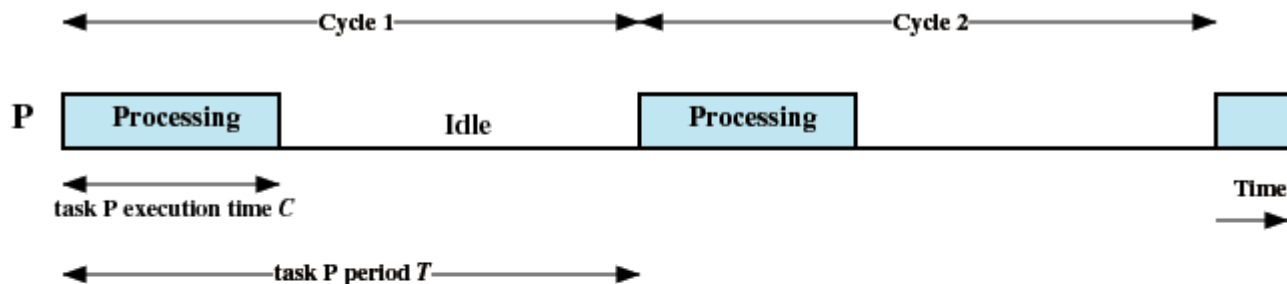 Cycle 1
Cycle 2
P
Processing
Idle
Processing
task P execution time C
Time
task P period T